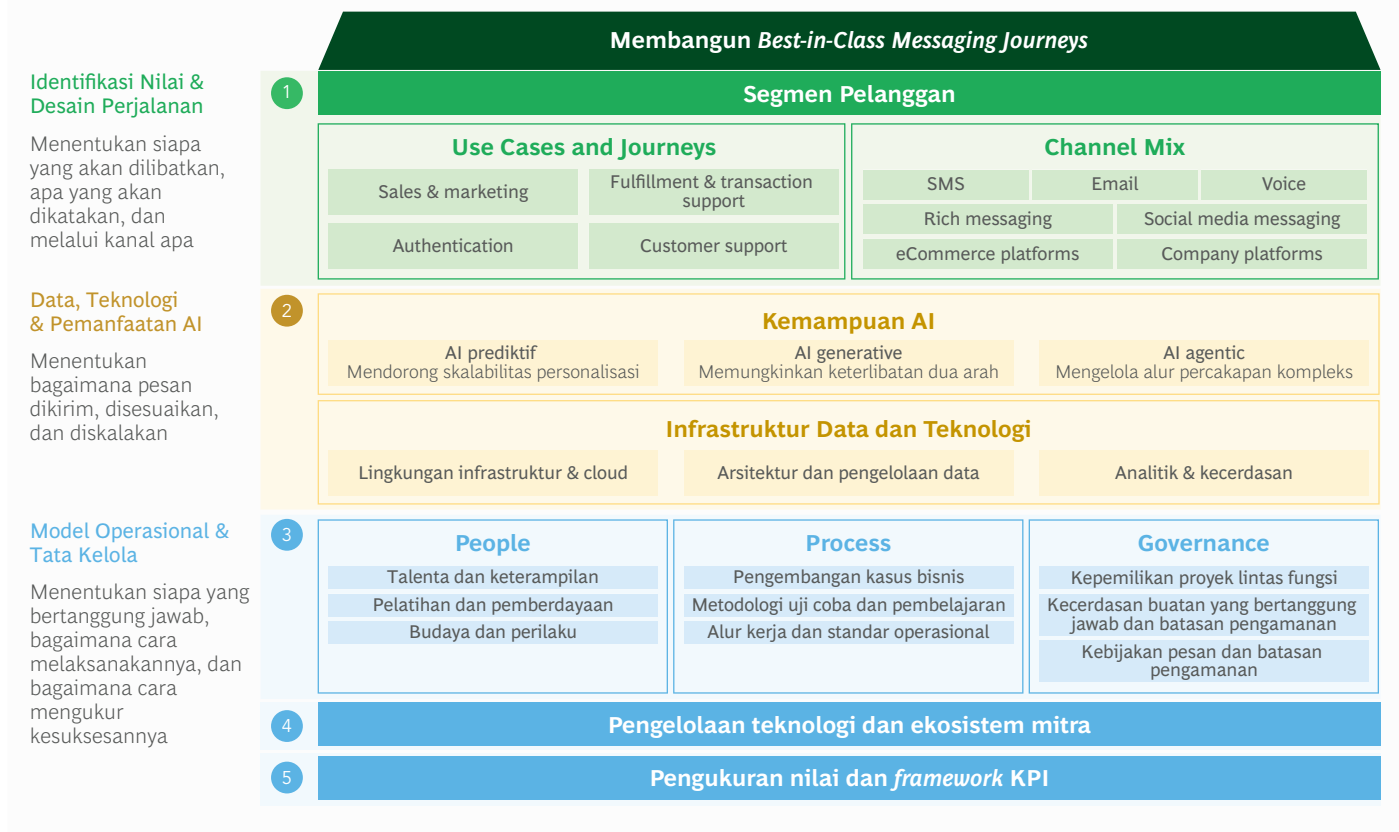 Membangun Best-in-Class Messaging Journeys
Identifikasi Nilai &
Desain Perjalanan
Menentukan siapa
yang akan dilibatkan,
apa yang akan
dikatakan, dan
melalui kanal apa
1
Segmen Pelanggan
Use Cases and Journeys
Sales & marketing
Fulfillment & transaction
support
Authentication
Customer support
Channel Mix
SMS
Email
Voice
Rich messaging
Social media messaging
eCommerce platforms
Company platforms
Data, Teknologi
& Pemanfaatan AI
Menentukan
bagaimana pesan
dikirim, disesuaikan,
dan diskalakan
2
Kemampuan AI
AI prediktif
Mendorong skalabilitas personalisasi
AI generative
Memungkinkan keterlibatan dua arah
AI agentic
Mengelola alur percakapan kompleks
Infrastruktur Data dan Teknologi
Lingkungan infrastruktur & cloud
Arsitektur dan pengelolaan data
Analitik & kecerdasan
Model Operasional &
Tata Kelola
Menentukan siapa yang
bertanggung jawab,
bagaimana cara
melaksanakannya, dan
bagaimana cara
mengukur
kesuksesannya
3
People
Talenta dan keterampilan
Pelatihan dan pemberdayaan
Budaya dan perilaku
Process
Pengembangan kasus bisnis
Metodologi uji coba dan pembelajaran
Alur kerja dan standar operasional
Governance
Kepemilikan proyek lintas fungsi
Kecerdasan buatan yang bertanggung
jawab dan batasan pengamanan
Kebijakan pesan dan batasan
pengamanan
4
Pengelolaan teknologi dan ekosistem mitra
5
Pengukuran nilai dan framework KPI